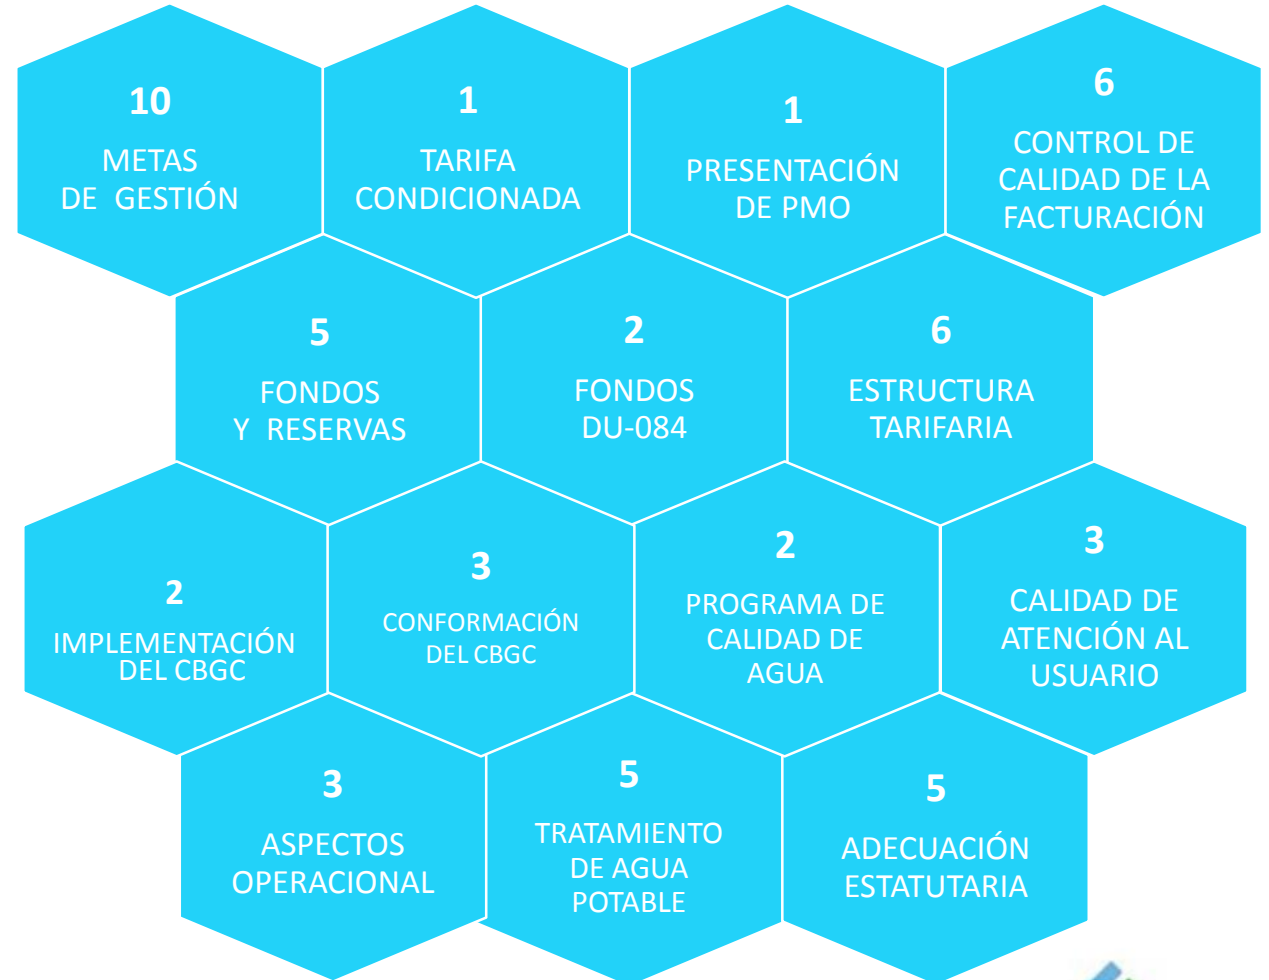 10
METAS
DE GESTIÓN
1
TARIFA
CONDICIONADA
1
PRESENTACIÓN
DE PMO
6
CONTROL DE
CALIDAD DE LA
FACTURACIÓN
5
FONDOS
Y RESERVAS
2
FONDOS
DU-084
6
ESTRUCTURA
TARIFARIA
2
IMPLEMENTACIÓN
DEL CBGC
3
CONFORMACIÓN
DEL CBGC
2
PROGRAMA DE
CALIDAD DE
AGUA
3
CALIDAD DE
ATENCIÓN AL
USUARIO
3
ASPECTOS
OPERACIONAL
5
TRATAMIENTO
DE AGUA
POTABLE
5
ADECUACIÓN
ESTATUTARIA